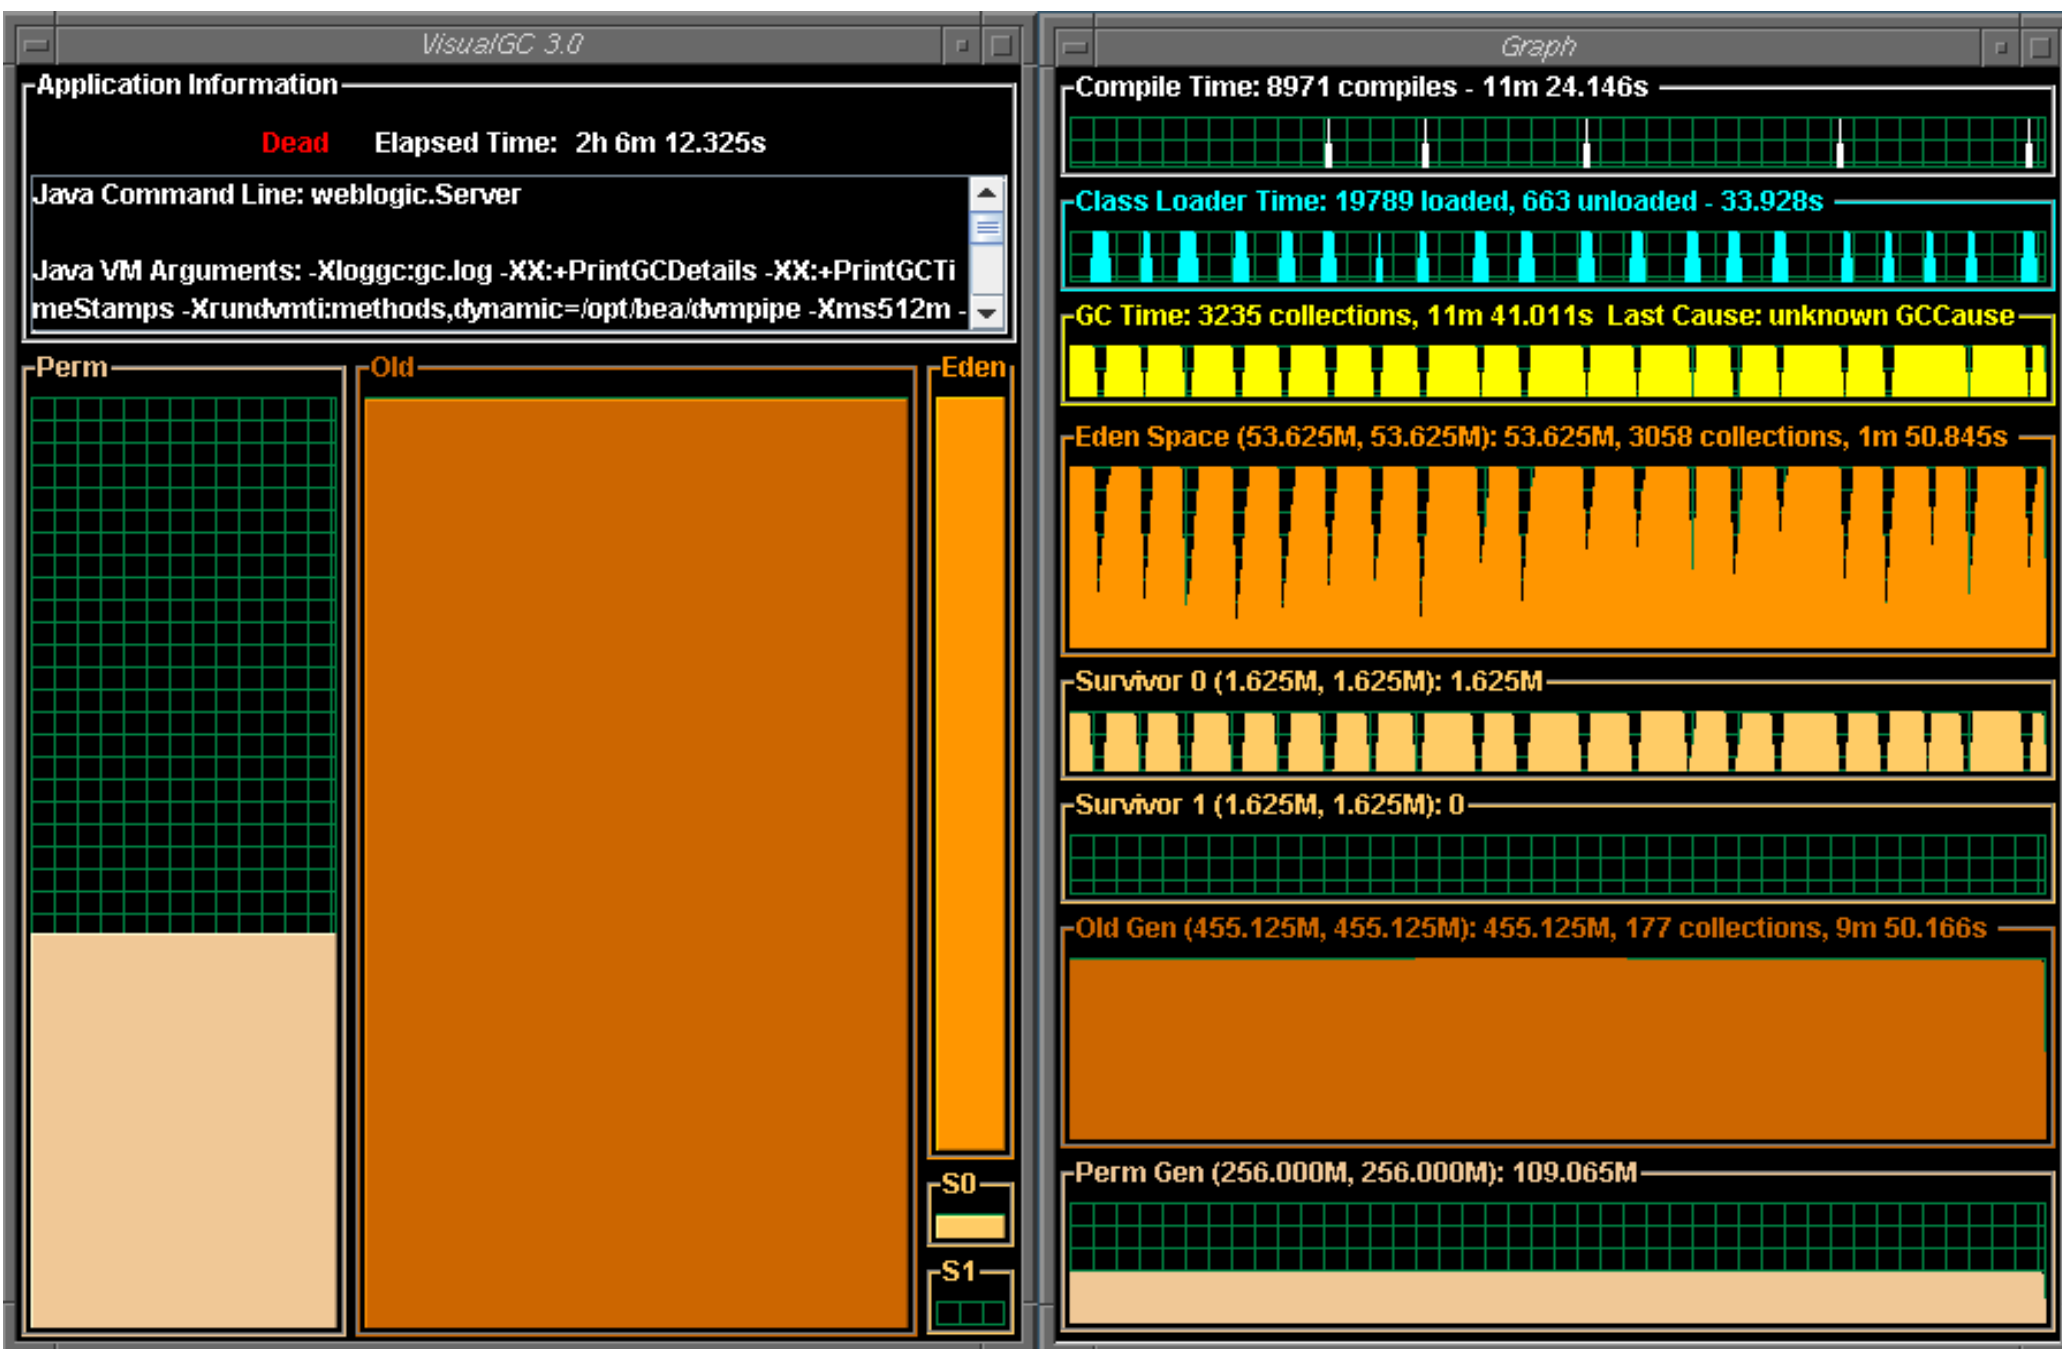 VisualGC 3.0
Application Information
Dead Elapsed Time: 2h 6m 12.325s
Java Command Line: weblogic.Server
Java VM Arguments: -Xloggc:gc.log -XX:+PrintGCDetails -XX:+PrintGCTi
meStamps -Xrundvmti:methods,dynamic=/opt/bea/dvmpipe -Xms512m -
Perm
Old
Eden
S0
S1
Graph
Compile Time: 8971 compiles - 11m 24.146s
Class Loader Time: 19789 loaded, 663 unloaded - 33.928s
GC Time: 3235 collections, 11m 41.011s Last Cause: unknown GCCause
Eden Space (53.625M, 53.625M): 53.625M, 3058 collections, 1m 50.845s
Survivor 0 (1.625M, 1.625M): 1.625M
Survivor 1 (1.625M, 1.625M): 0
Old Gen (455.125M, 455.125M): 455.125M, 177 collections, 9m 50.166s
Perm Gen (256.000M, 256.000M): 109.065M